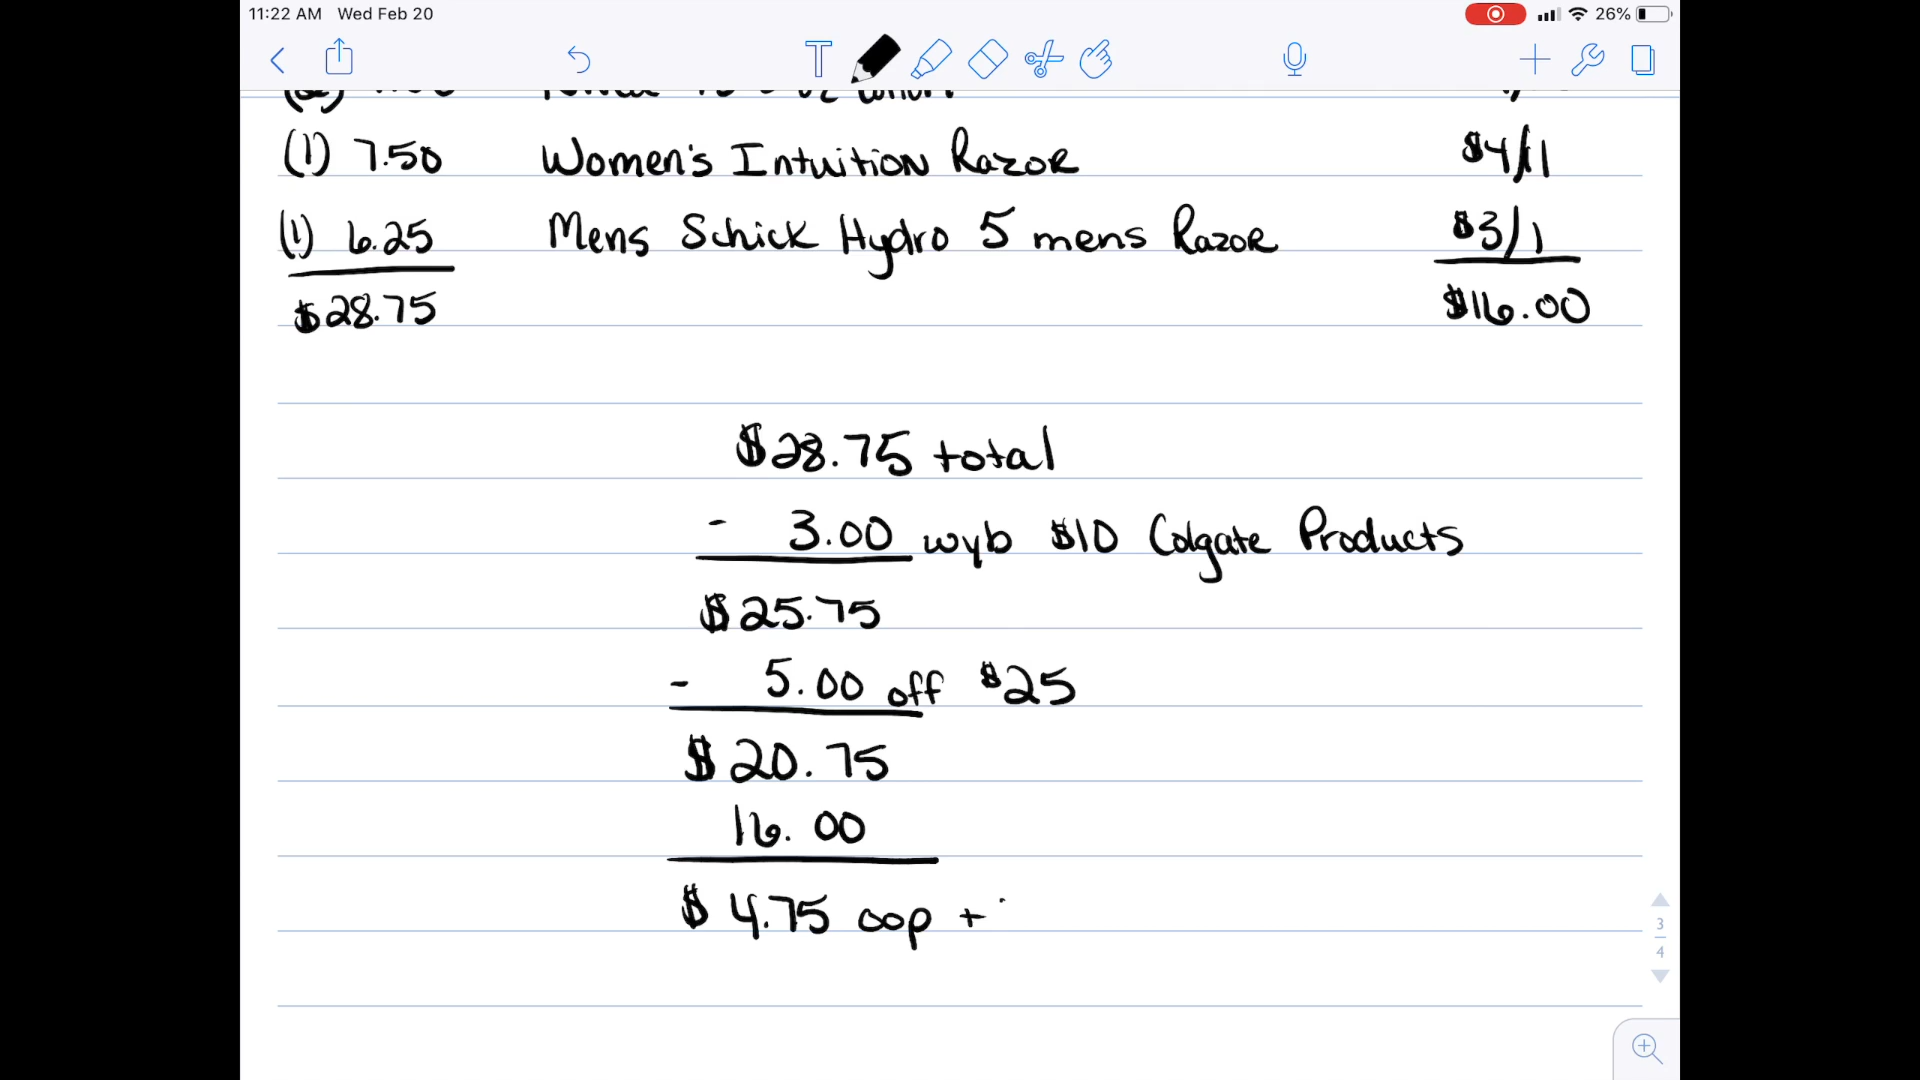 11:22 AM Wed Feb 20 26%
T
(1) 7.50 Women's Intuition Razor $4/1
(1) 6.25 Mens Schick Hydro 5 mens Razor $3/1
$28.75 $16.00
$28.75 total
- 3.00 wyb $10 Colgate Products
$25.75
- 5.00 off $25
$20.75
16.00
$4.75 oop +
3
4